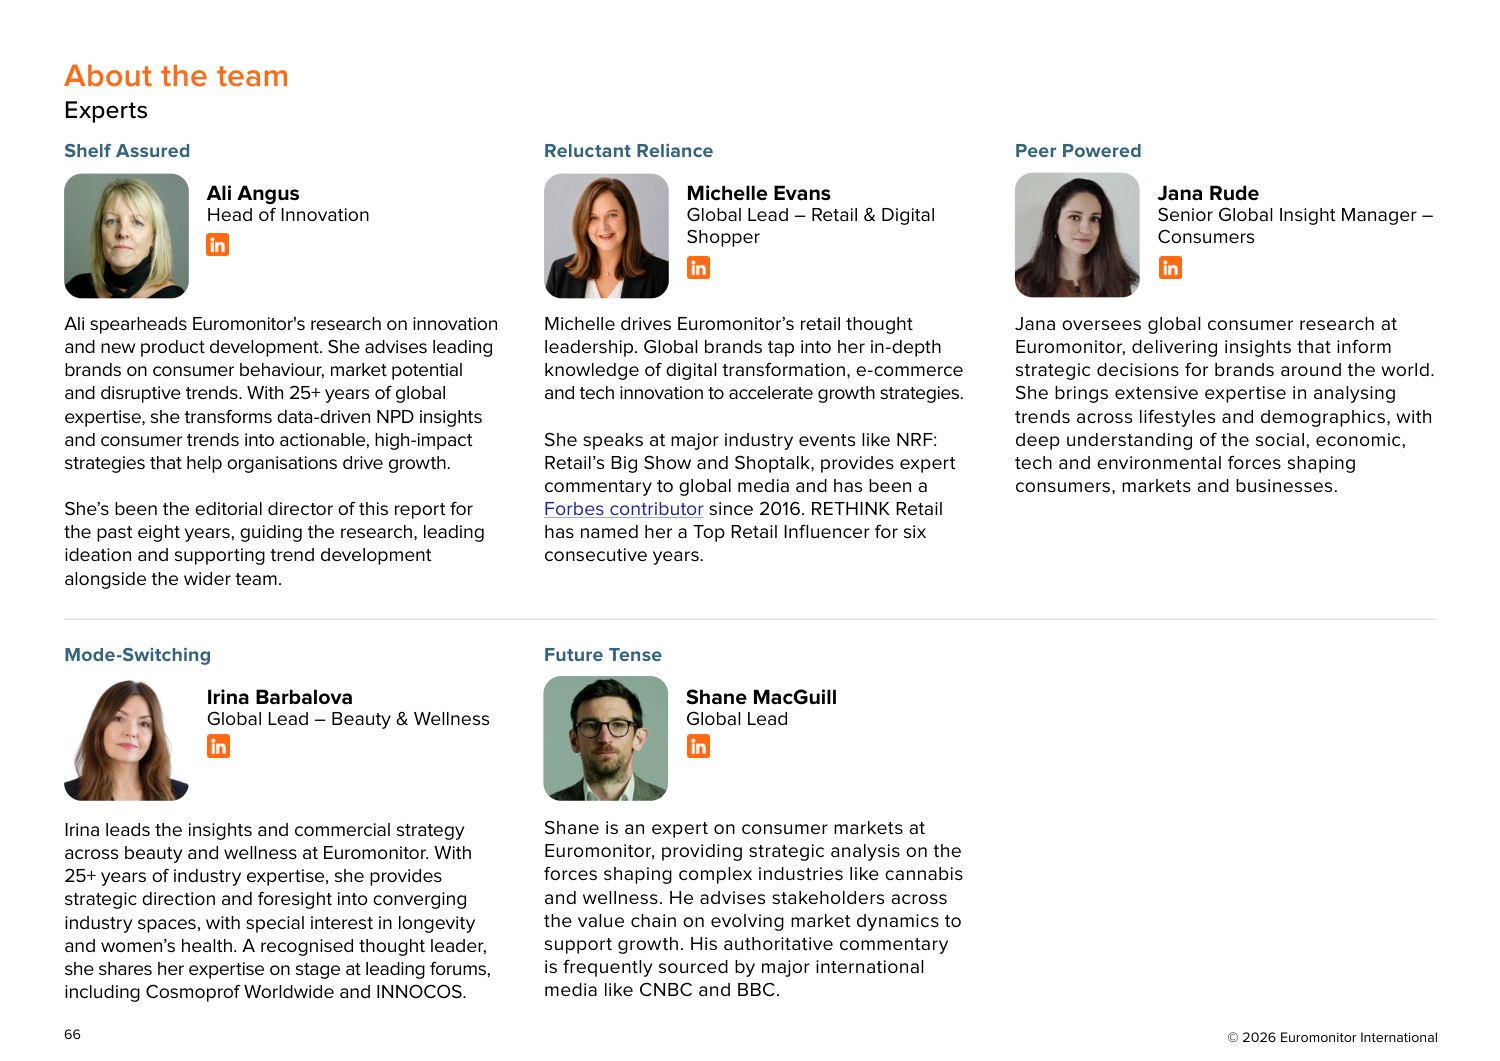 About the team
Experts
Shelf Assured
Ali Angus
Head of Innovation
in
Ali spearheads Euromonitor's research on innovation
and new product development. She advises leading
brands on consumer behaviour, market potential
and disruptive trends. With 25+ years of global
expertise, she transforms data-driven NPD insights
and consumer trends into actionable, high-impact
strategies that help organisations drive growth.
She’s been the editorial director of this report for
the past eight years, guiding the research, leading
ideation and supporting trend development
alongside the wider team.
Reluctant Reliance
Michelle Evans
Global Lead – Retail & Digital
Shopper
in
Michelle drives Euromonitor’s retail thought
leadership. Global brands tap into her in-depth
knowledge of digital transformation, e-commerce
and tech innovation to accelerate growth strategies.
She speaks at major industry events like NRF:
Retail’s Big Show and Shoptalk, provides expert
commentary to global media and has been a
Forbes contributor since 2016. RETHINK Retail
has named her a Top Retail Influencer for six
consecutive years.
Peer Powered
Jana Rude
Senior Global Insight Manager –
Consumers
in
Jana oversees global consumer research at
Euromonitor, delivering insights that inform
strategic decisions for brands around the world.
She brings extensive expertise in analysing
trends across lifestyles and demographics, with
deep understanding of the social, economic,
tech and environmental forces shaping
consumers, markets and businesses.
Mode-Switching
Irina Barbalova
Global Lead – Beauty & Wellness
in
Irina leads the insights and commercial strategy
across beauty and wellness at Euromonitor. With
25+ years of industry expertise, she provides
strategic direction and foresight into converging
industry spaces, with special interest in longevity
and women’s health. A recognised thought leader,
she shares her expertise on stage at leading forums,
including Cosmoprof Worldwide and INNOCOS.
Future Tense
Shane MacGuill
Global Lead
in
Shane is an expert on consumer markets at
Euromonitor, providing strategic analysis on the
forces shaping complex industries like cannabis
and wellness. He advises stakeholders across
the value chain on evolving market dynamics to
support growth. His authoritative commentary
is frequently sourced by major international
media like CNBC and BBC.
66
© 2026 Euromonitor International